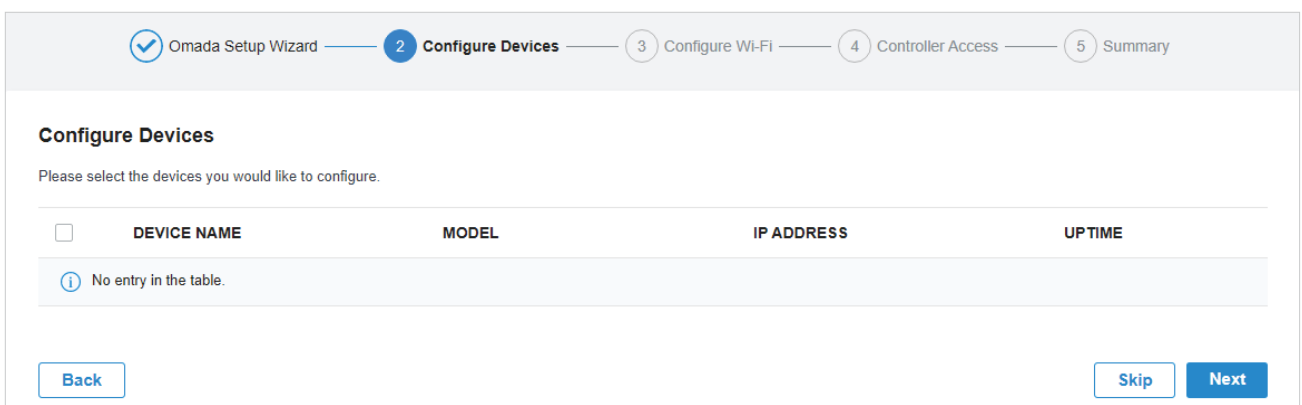 Omada Setup Wizard 2 Configure Devices 3 Configure Wi-Fi 4 Controller Access 5 Summary
Configure Devices
Please select the devices you would like to configure.
DEVICE NAME MODEL IP ADDRESS UPTIME
i No entry in the table.
Back Skip Next